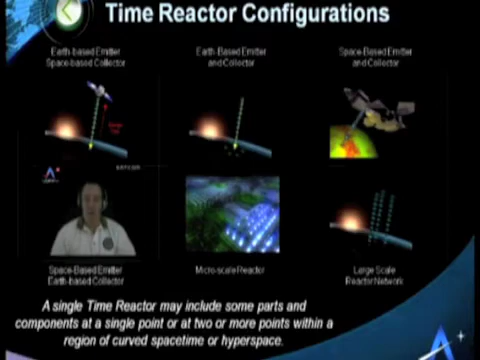 Time Reactor Configurations
Earth-based Emitter
Space-based Collector
Earth-Based Emitter
and Collector
Space-Based Emitter
and Collector
Space-Based Emitter
Earth-based Collector
Micro-scale Reactor
Large Scale
Reactor Network
A single Time Reactor may include some parts and
components at a single point or at two or more points within a
region of curved spacetime or hyperspace.